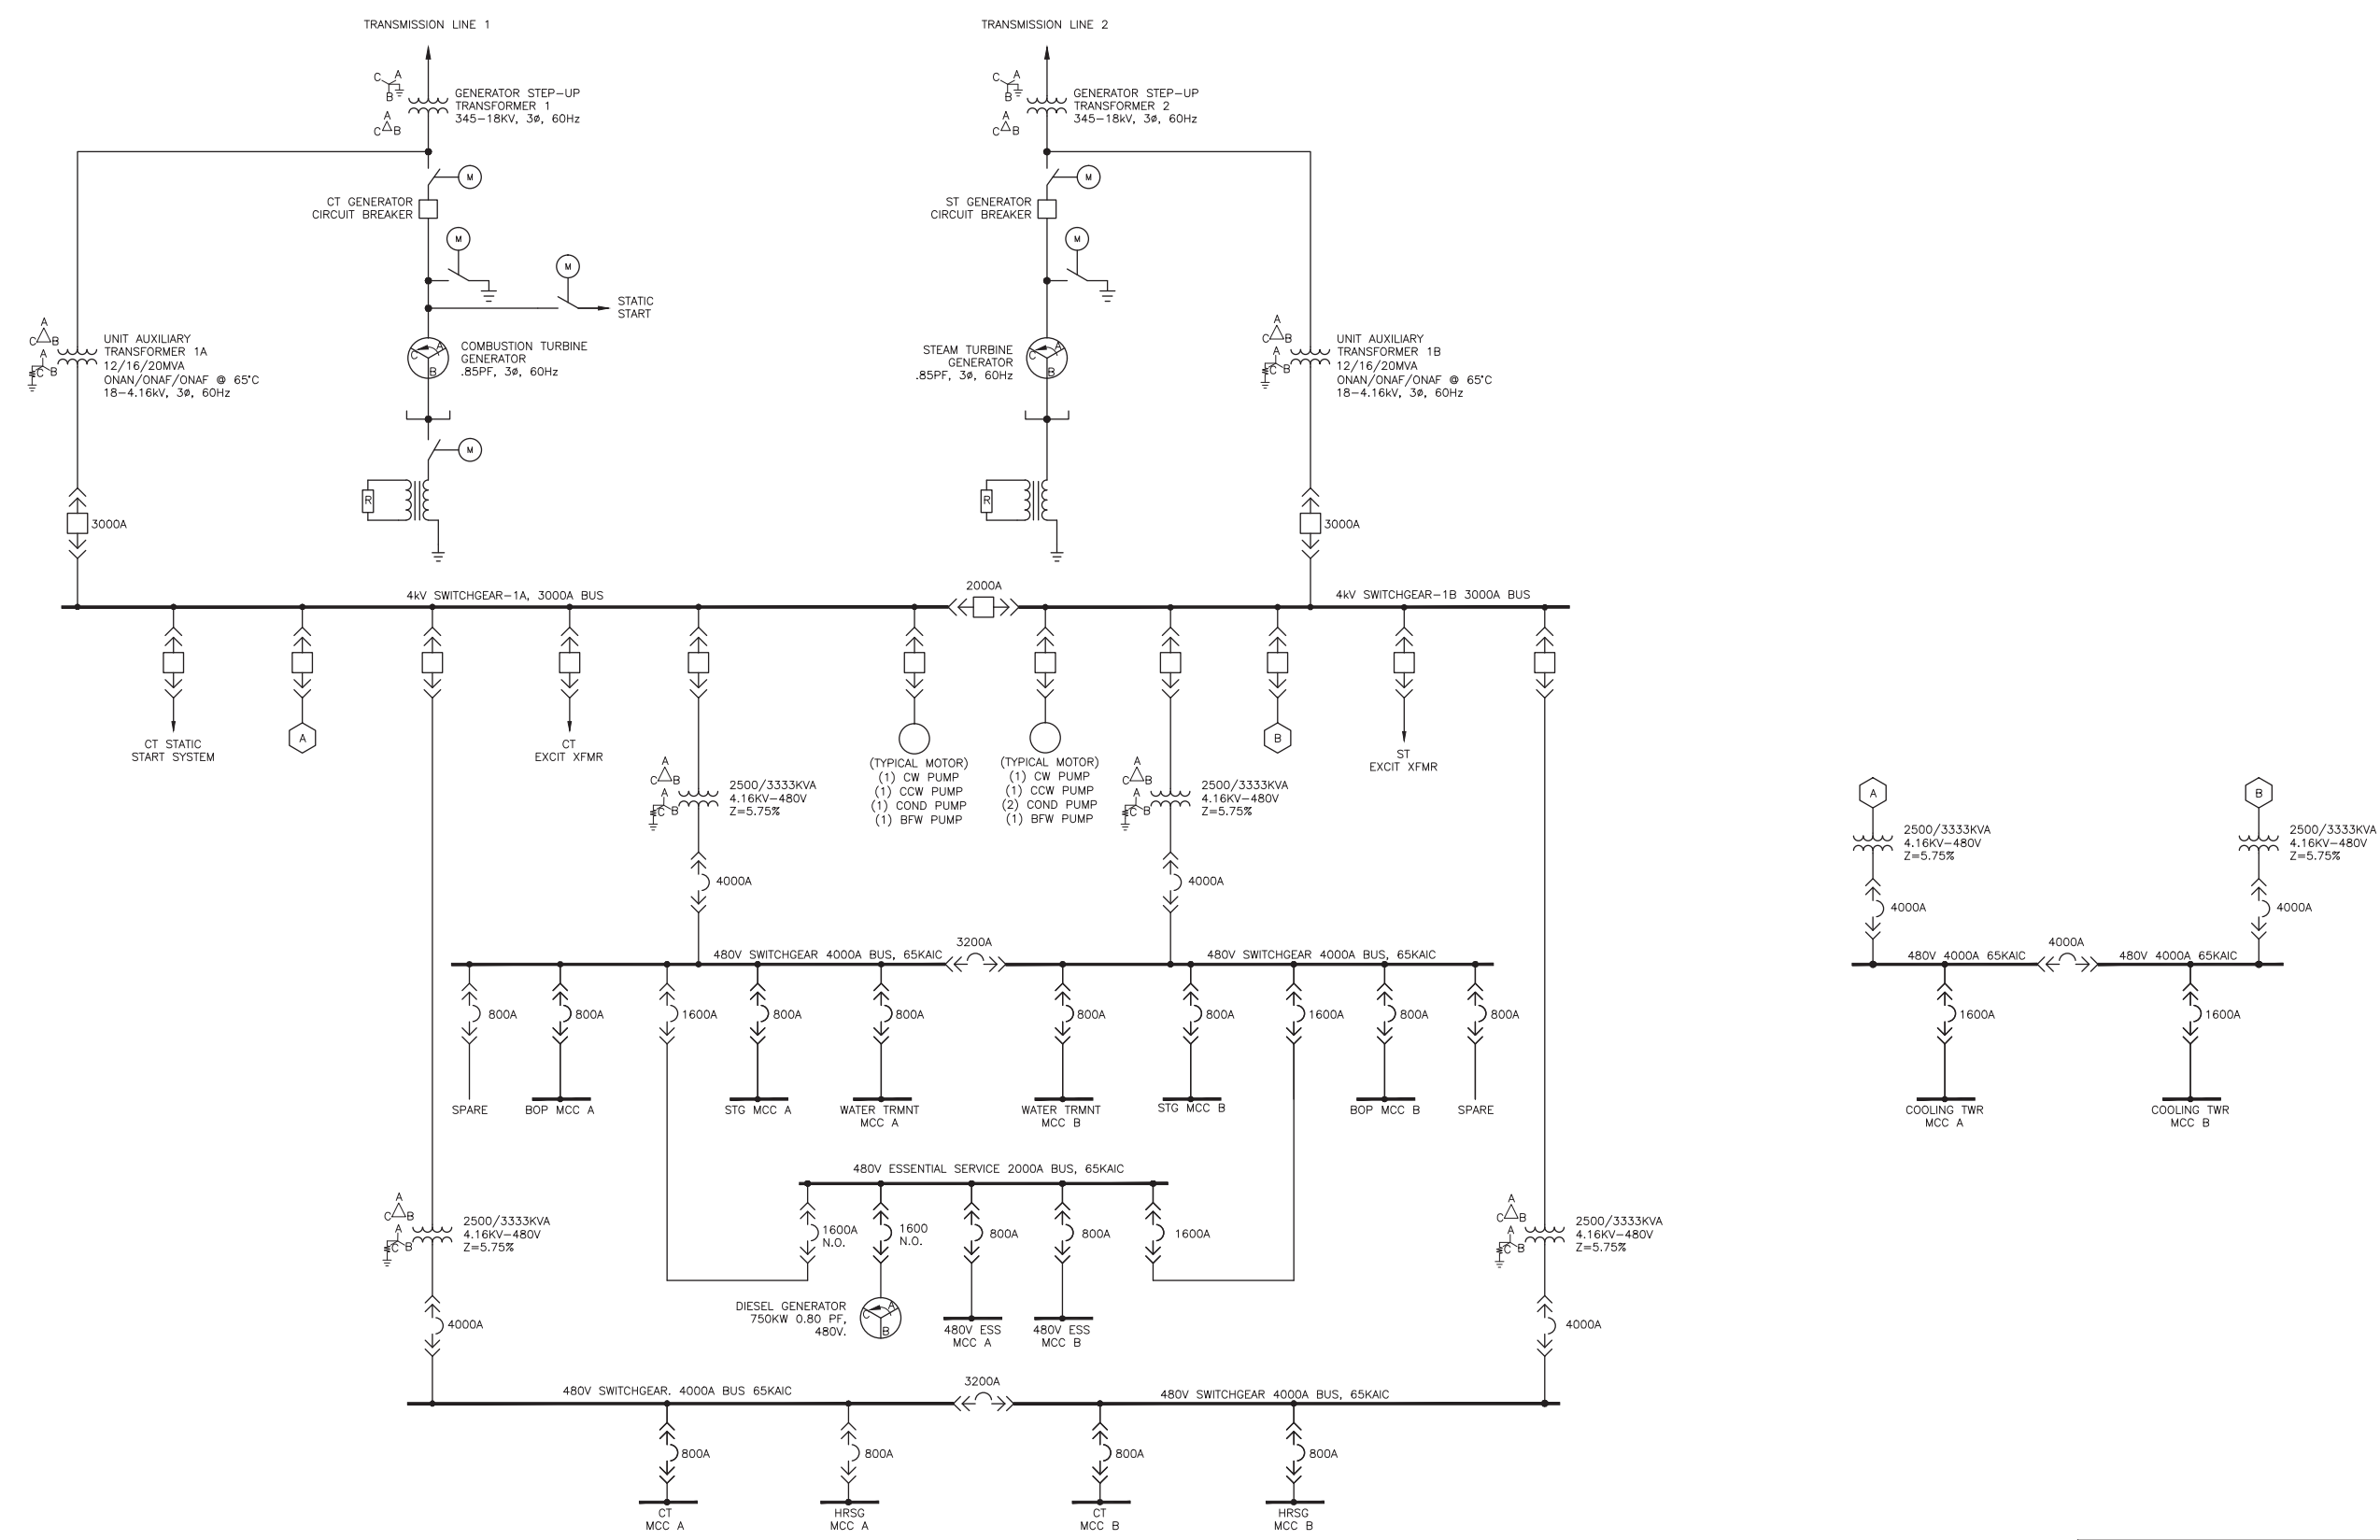 TRANSMISSION LINE 1
TRANSMISSION LINE 2
C A
B
GENERATOR STEP-UP
TRANSFORMER 1
345-18KV, 3ø, 60Hz
A
C B
C A
B
GENERATOR STEP-UP
TRANSFORMER 2
345-18kV, 3ø, 60Hz
A
C B
M
CT GENERATOR
CIRCUIT BREAKER
M
M
STATIC
START
M
ST GENERATOR
CIRCUIT BREAKER
M
A
C B
A
C B
UNIT AUXILIARY
TRANSFORMER 1A
12/16/20MVA
ONAN/ONAF/ONAF @ 65°C
18-4.16kV, 3ø, 60Hz
C A
B
COMBUSTION TURBINE
GENERATOR
.85PF, 3ø, 60Hz
STEAM TURBINE
GENERATOR
.85PF, 3ø, 60Hz
C A
B
A
C B
A
C B
UNIT AUXILIARY
TRANSFORMER 1B
12/16/20MVA
ONAN/ONAF/ONAF @ 65°C
18-4.16kV, 3ø, 60Hz
M
R
R
3000A
3000A
4kV SWITCHGEAR-1A, 3000A BUS
2000A
4kV SWITCHGEAR-1B 3000A BUS
CT STATIC
START SYSTEM
A
CT
EXCIT XFMR
(TYPICAL MOTOR)
(1) CW PUMP
(1) CCW PUMP
(1) COND PUMP
(1) BFW PUMP
(TYPICAL MOTOR)
(1) CW PUMP
(1) CCW PUMP
(2) COND PUMP
(1) BFW PUMP
B
ST
EXCIT XFMR
A
C B
A
C B
2500/3333KVA
4.16KV-480V
Z=5.75%
A
C B
A
C B
2500/3333KVA
4.16KV-480V
Z=5.75%
A
2500/3333KVA
4.16KV-480V
Z=5.75%
B
2500/3333KVA
4.16KV-480V
Z=5.75%
4000A
4000A
4000A
4000A
480V SWITCHGEAR 4000A BUS, 65KAIC
3200A
480V SWITCHGEAR 4000A BUS, 65KAIC
480V 4000A 65KAIC
4000A
480V 4000A 65KAIC
800A
800A
1600A
800A
800A
800A
800A
1600A
800A
800A
1600A
1600A
SPARE
BOP MCC A
STG MCC A
WATER TRMNT
MCC A
WATER TRMNT
MCC B
STG MCC B
BOP MCC B
SPARE
COOLING TWR
MCC A
COOLING TWR
MCC B
480V ESSENTIAL SERVICE 2000A BUS, 65KAIC
1600A
N.O.
1600
N.O.
800A
800A
1600A
A
C B
A
C B
2500/3333KVA
4.16KV-480V
Z=5.75%
A
C B
A
C B
2500/3333KVA
4.16KV-480V
Z=5.75%
DIESEL GENERATOR
750KW 0.80 PF,
480V.
C A
B
480V ESS
MCC A
480V ESS
MCC B
4000A
4000A
480V SWITCHGEAR. 4000A BUS 65KAIC
3200A
480V SWITCHGEAR 4000A BUS, 65KAIC
800A
800A
800A
800A
CT
MCC A
HRSG
MCC A
CT
MCC B
HRSG
MCC B